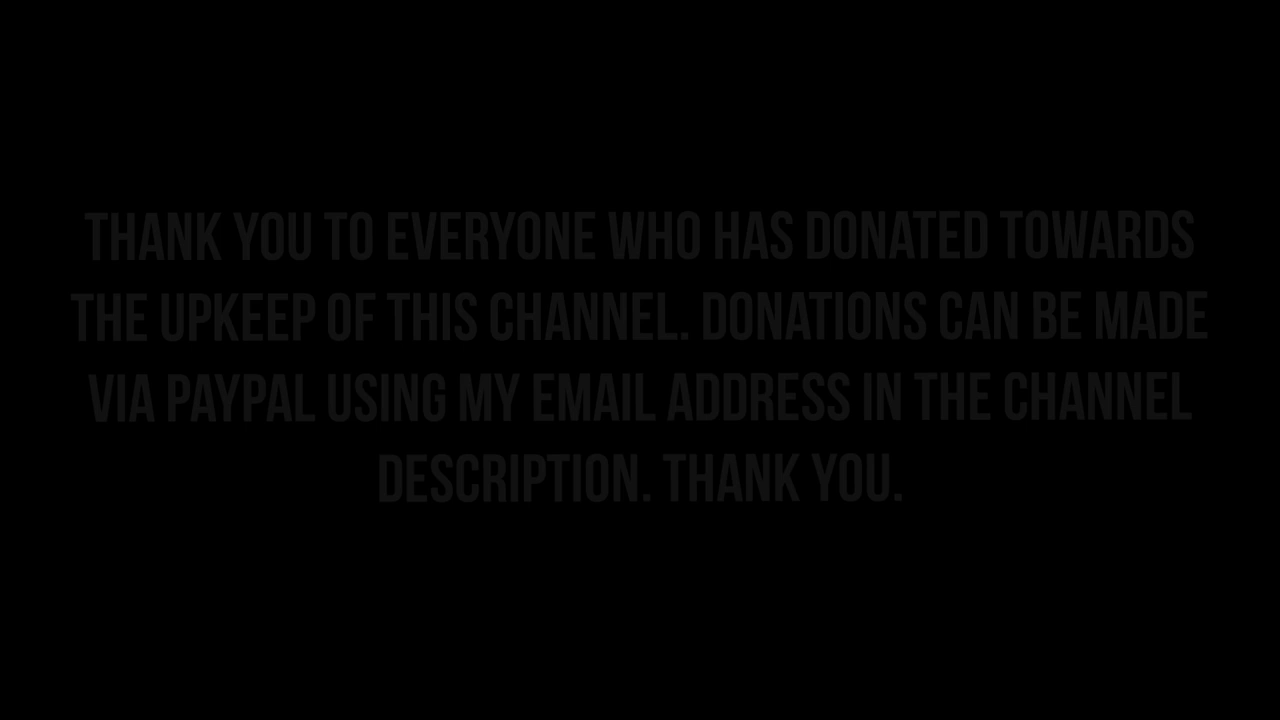 THANK YOU TO EVERYONE WHO HAS DONATED TOWARDS
THE UPKEEP OF THIS CHANNEL. DONATIONS CAN BE MADE
VIA PAYPAL USING MY EMAIL ADDRESS IN THE CHANNEL
DESCRIPTION. THANK YOU.